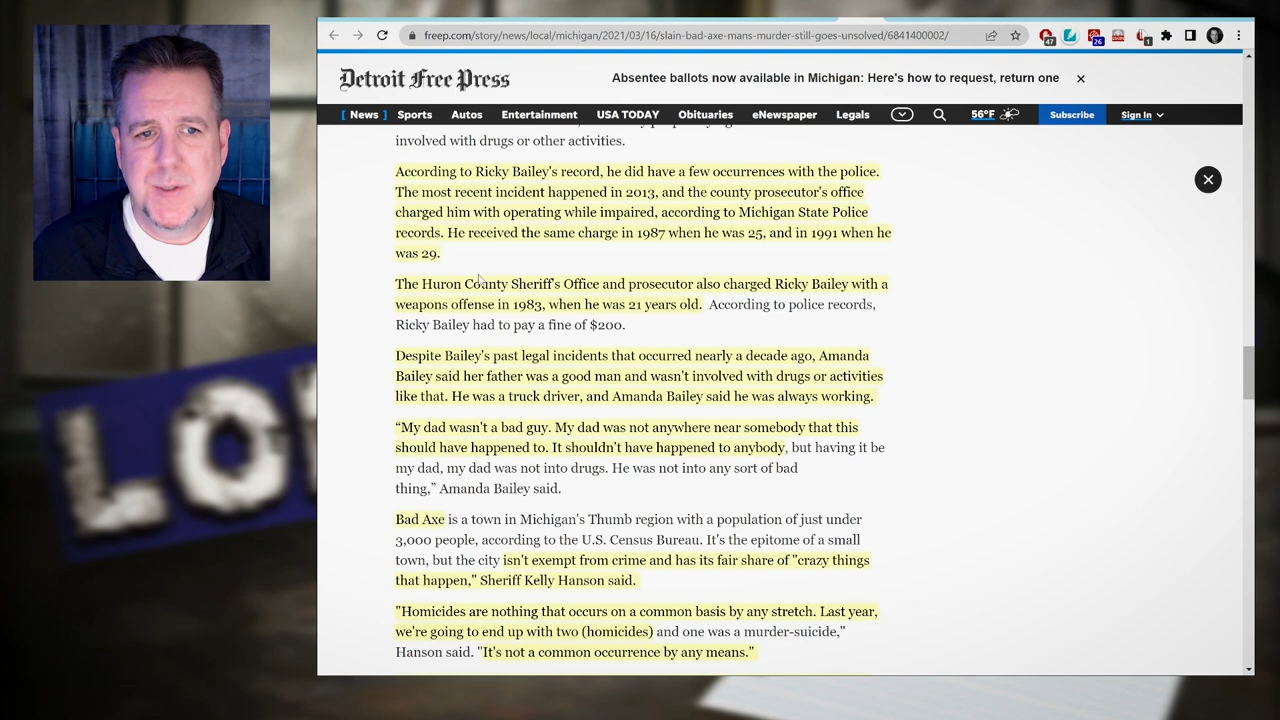 freep.com/story/news/local/michigan/2021/03/16/slain-bad-axe-mans-murder-still-goes-unsolved/6841400002/
47
26
1
Detroit Free Press
Absentee ballots now available in Michigan: Here's how to request, return one
[ News ] Sports Autos Entertainment USA TODAY Obituaries eNewspaper Legals 56°F Subscribe Sign In
involved with drugs or other activities.
According to Ricky Bailey's record, he did have a few occurrences with the police.
The most recent incident happened in 2013, and the county prosecutor's office
charged him with operating while impaired, according to Michigan State Police
records. He received the same charge in 1987 when he was 25, and in 1991 when he
was 29.
The Huron County Sheriff's Office and prosecutor also charged Ricky Bailey with a
weapons offense in 1983, when he was 21 years old. According to police records,
Ricky Bailey had to pay a fine of $200.
Despite Bailey's past legal incidents that occurred nearly a decade ago, Amanda
Bailey said her father was a good man and wasn't involved with drugs or activities
like that. He was a truck driver, and Amanda Bailey said he was always working.
“My dad wasn't a bad guy. My dad was not anywhere near somebody that this
should have happened to. It shouldn’t have happened to anybody, but having it be
my dad, my dad was not into drugs. He was not into any sort of bad
thing,” Amanda Bailey said.
Bad Axe is a town in Michigan's Thumb region with a population of just under
3,000 people, according to the U.S. Census Bureau. It's the epitome of a small
town, but the city isn't exempt from crime and has its fair share of "crazy things
that happen," Sheriff Kelly Hanson said.
"Homicides are nothing that occurs on a common basis by any stretch. Last year,
we're going to end up with two (homicides) and one was a murder-suicide,"
Hanson said. "It's not a common occurrence by any means."
LO